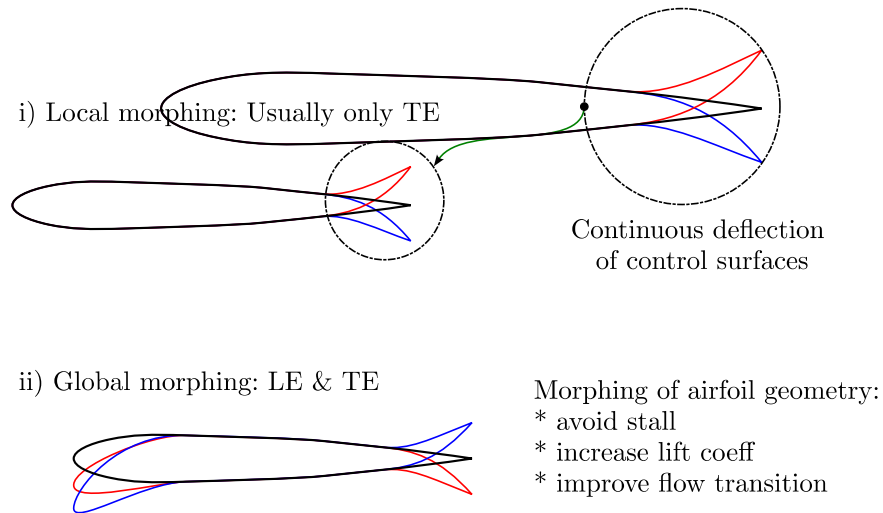 i) Local morphing: Usually only TE
Continuous deflection
of control surfaces
ii) Global morphing: LE & TE
Morphing of airfoil geometry:
* avoid stall
* increase lift coeff
* improve flow transition